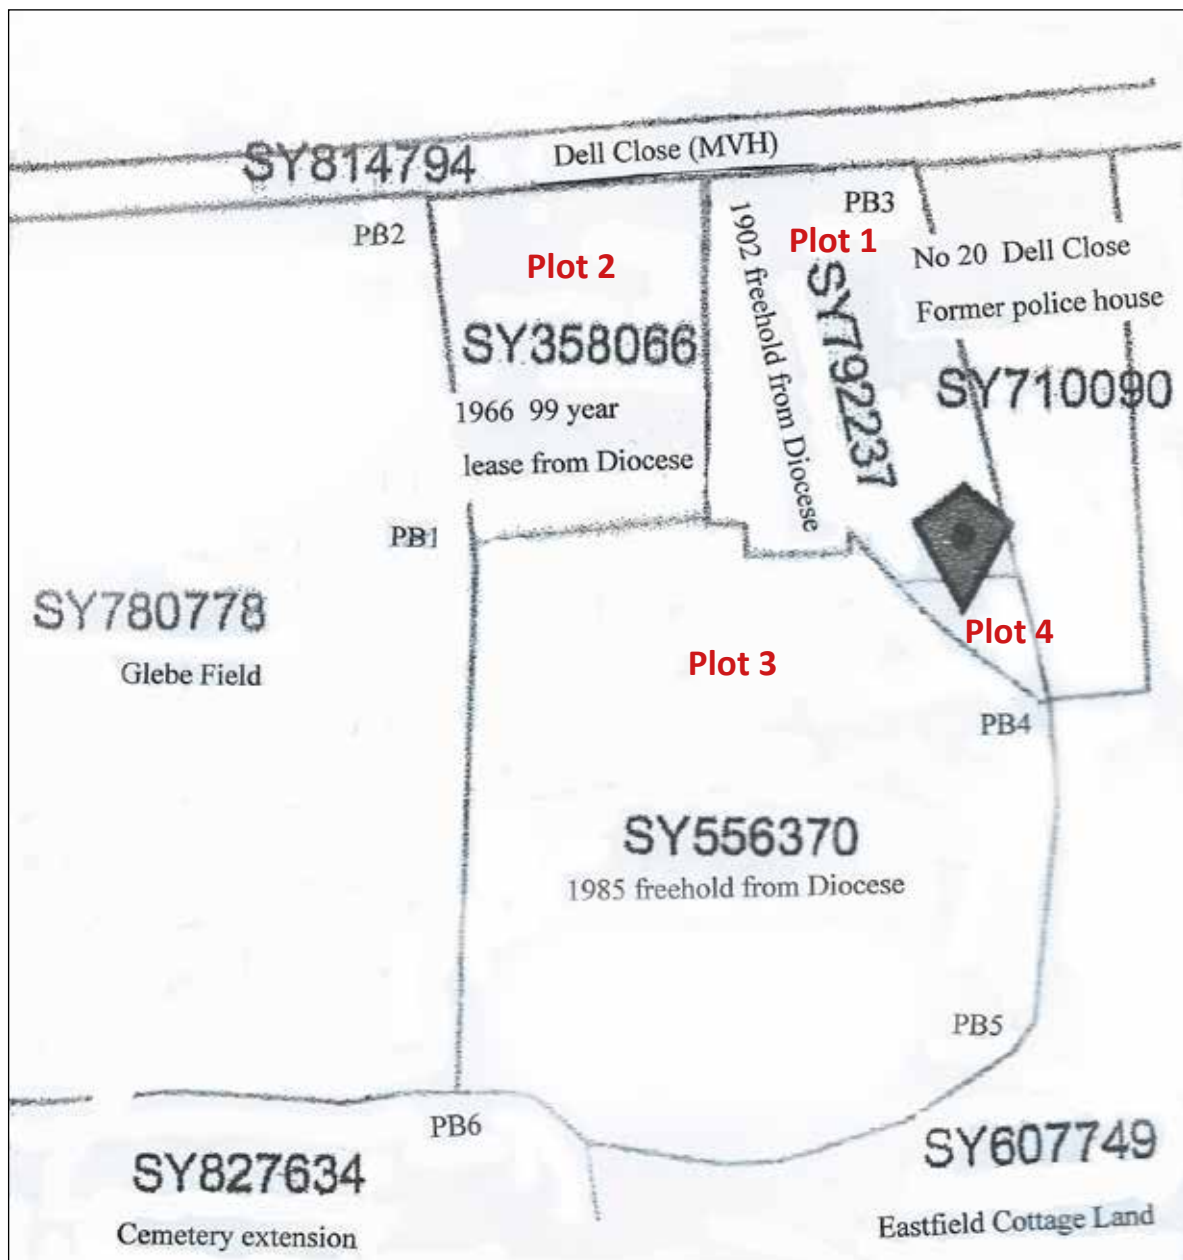 SY814794
Dell Close (MVH)
PB2
PB3
Plot 1
Plot 2
1902 freehold from Diocese
SY792237
No 20 Dell Close
Former police house
SY358066
SY710090
1966 99 year
lease from Diocese
PB1
SY780778
Glebe Field
Plot 3
Plot 4
PB4
SY556370
1985 freehold from Diocese
PB5
PB6
SY827634
Cemetery extension
SY607749
Eastfield Cottage Land